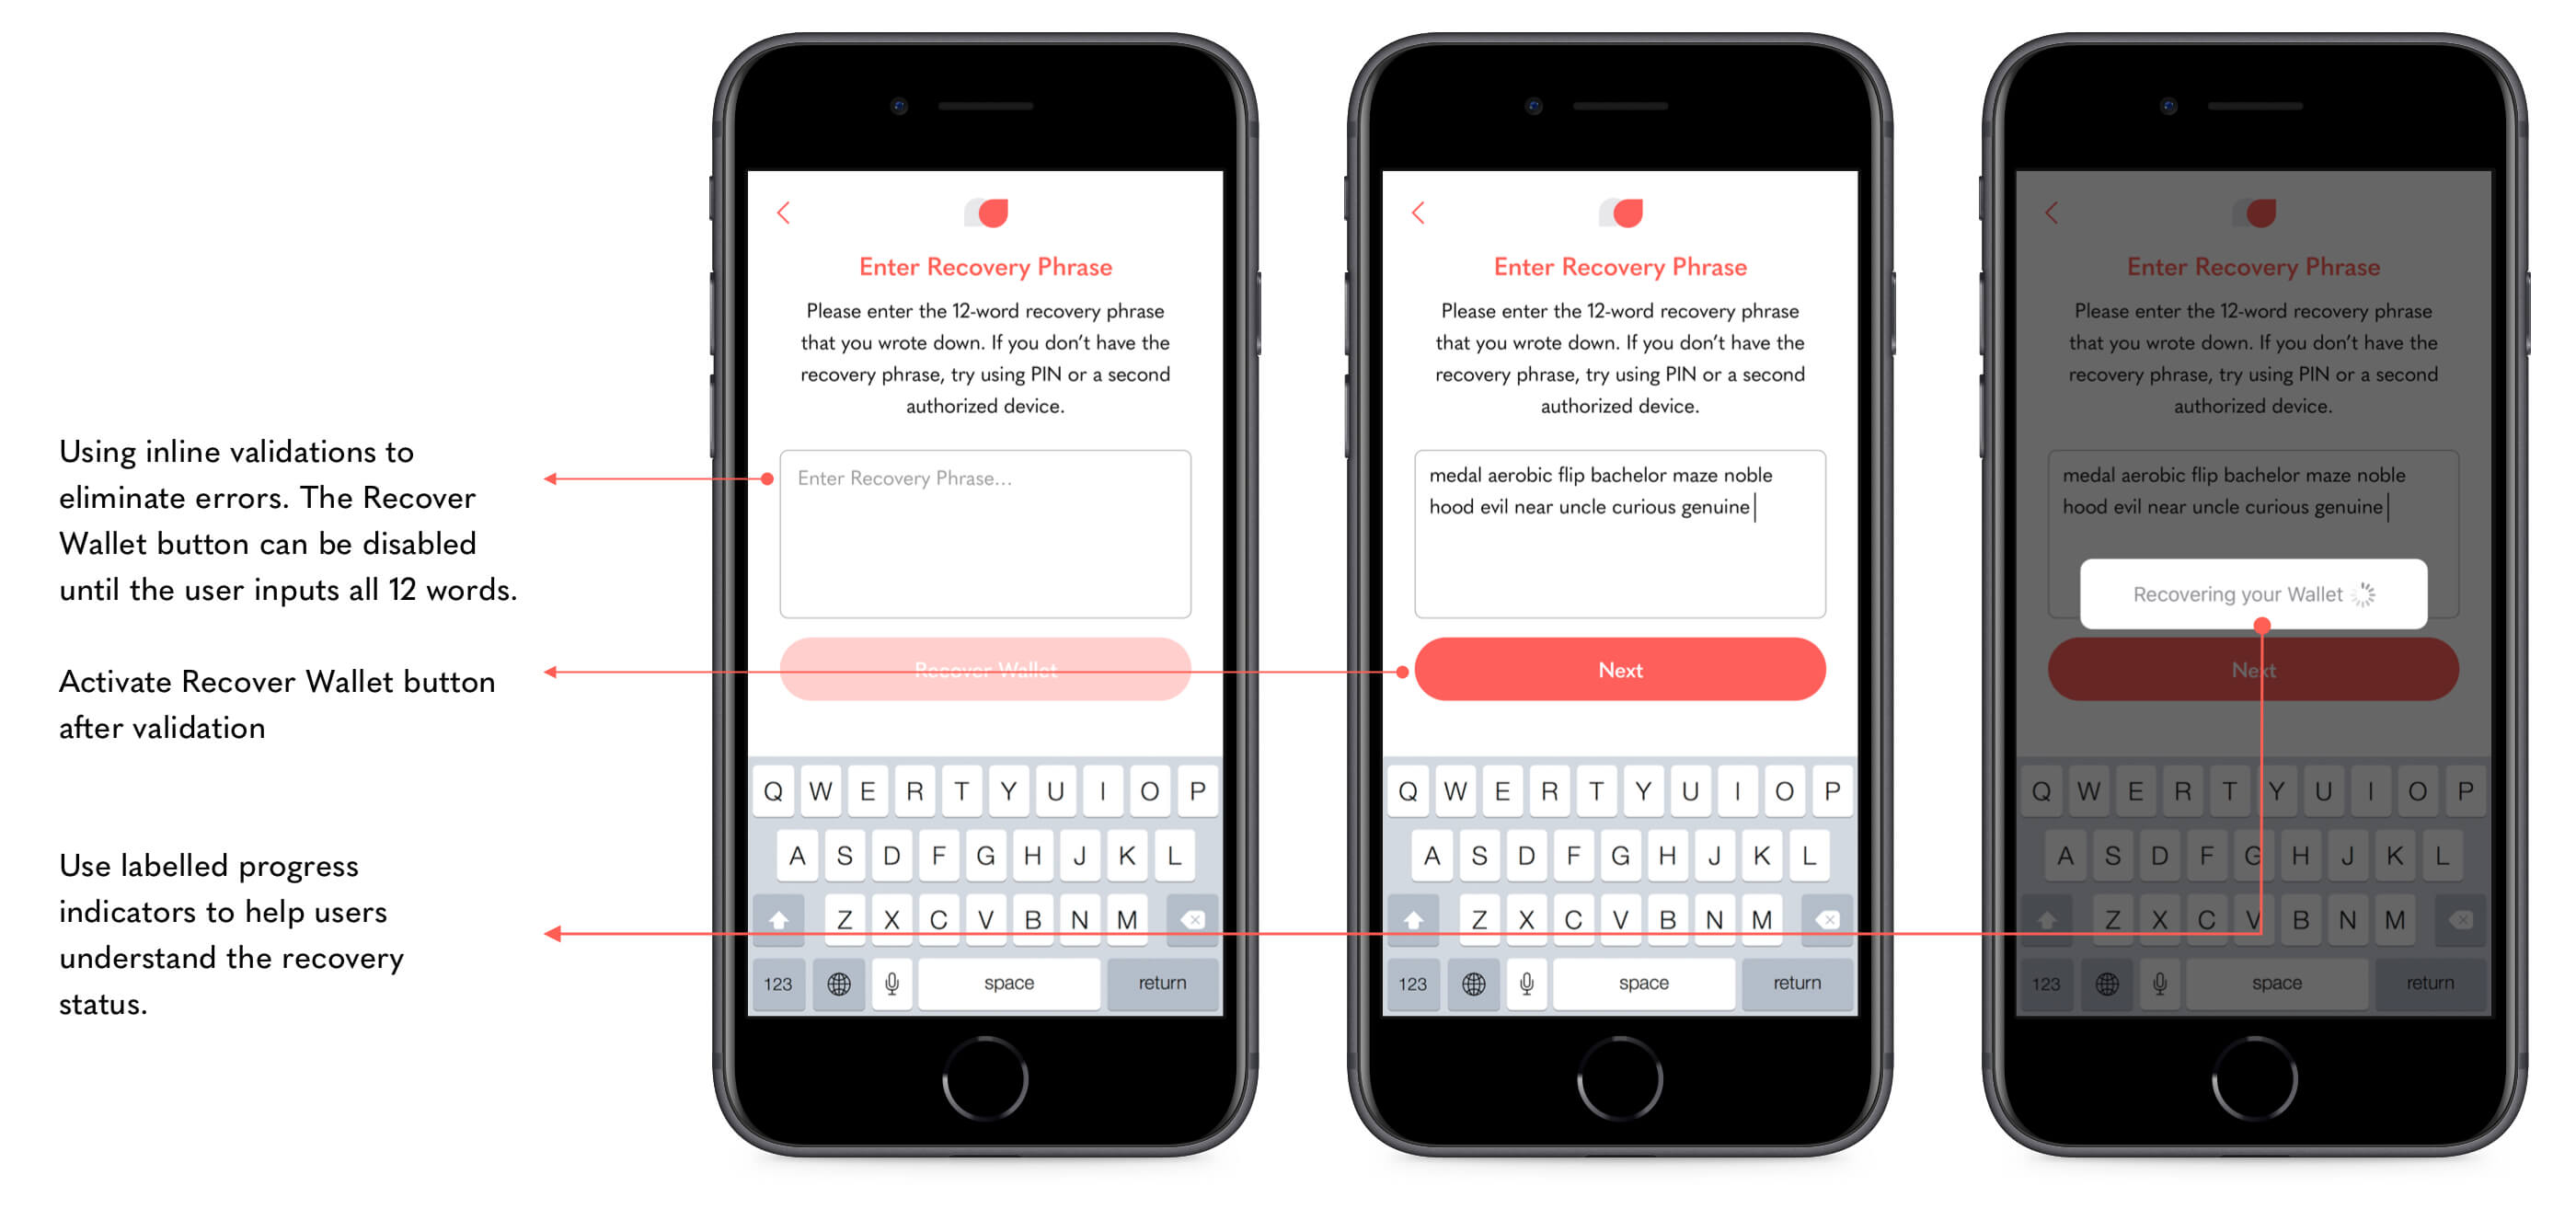 Using inline validations to
eliminate errors. The Recover
Wallet button can be disabled
until the user inputs all 12 words.
Activate Recover Wallet button
after validation
Use labelled progress
indicators to help users
understand the recovery
status.
Enter Recovery Phrase
Please enter the 12-word recovery phrase
that you wrote down. If you don’t have the
recovery phrase, try using PIN or a second
authorized device.
Enter Recovery Phrase...
Recover Wallet
Q W E R T Y U I O P
A S D F G H J K L
Z X C V B N M
123 space return
Enter Recovery Phrase
Please enter the 12-word recovery phrase
that you wrote down. If you don’t have the
recovery phrase, try using PIN or a second
authorized device.
medal aerobic flip bachelor maze noble
hood evil near uncle curious genuine
Next
Q W E R T Y U I O P
A S D F G H J K L
Z X C V B N M
123 space return
Enter Recovery Phrase
Please enter the 12-word recovery phrase
that you wrote down. If you don’t have the
recovery phrase, try using PIN or a second
authorized device.
medal aerobic flip bachelor maze noble
hood evil near uncle curious genuine
Recovering your Wallet
Next
Q W E R T Y U I O P
A S D F G H J K L
Z X C V B N M
123 space return